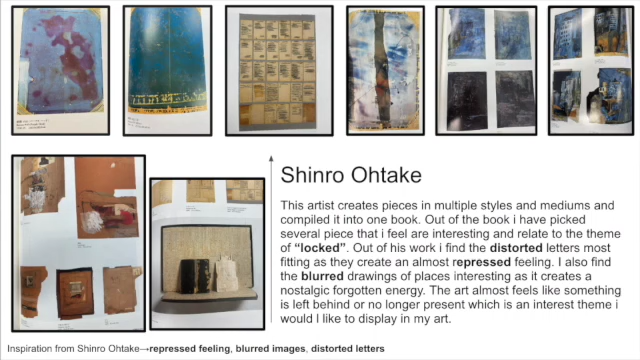 Shinro Ohtake
This artist creates pieces in multiple styles and mediums and
compiled it into one book. Out of the book i have picked
several piece that i feel are interesting and relate to the theme
of “locked”. Out of his work i find the distorted letters most
fitting as they create an almost repressed feeling. I also find
the blurred drawings of places interesting as it creates a
nostalgic forgotten energy. The art almost feels like something
is left behind or no longer present which is an interest theme i
would I like to display in my art.
Inspiration from Shinro Ohtake→repressed feeling, blurred images, distorted letters